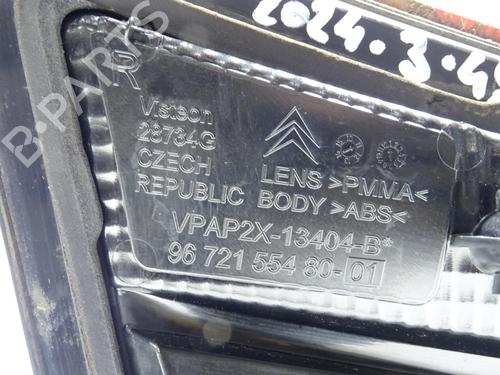 2024.3.4
R
Visteon
28734G
CZECH LENS >PMMA<
REPUBLIC BODY >ABS<
VPAP2X-13404-B*
96 721 554 80-01
B-PARTS